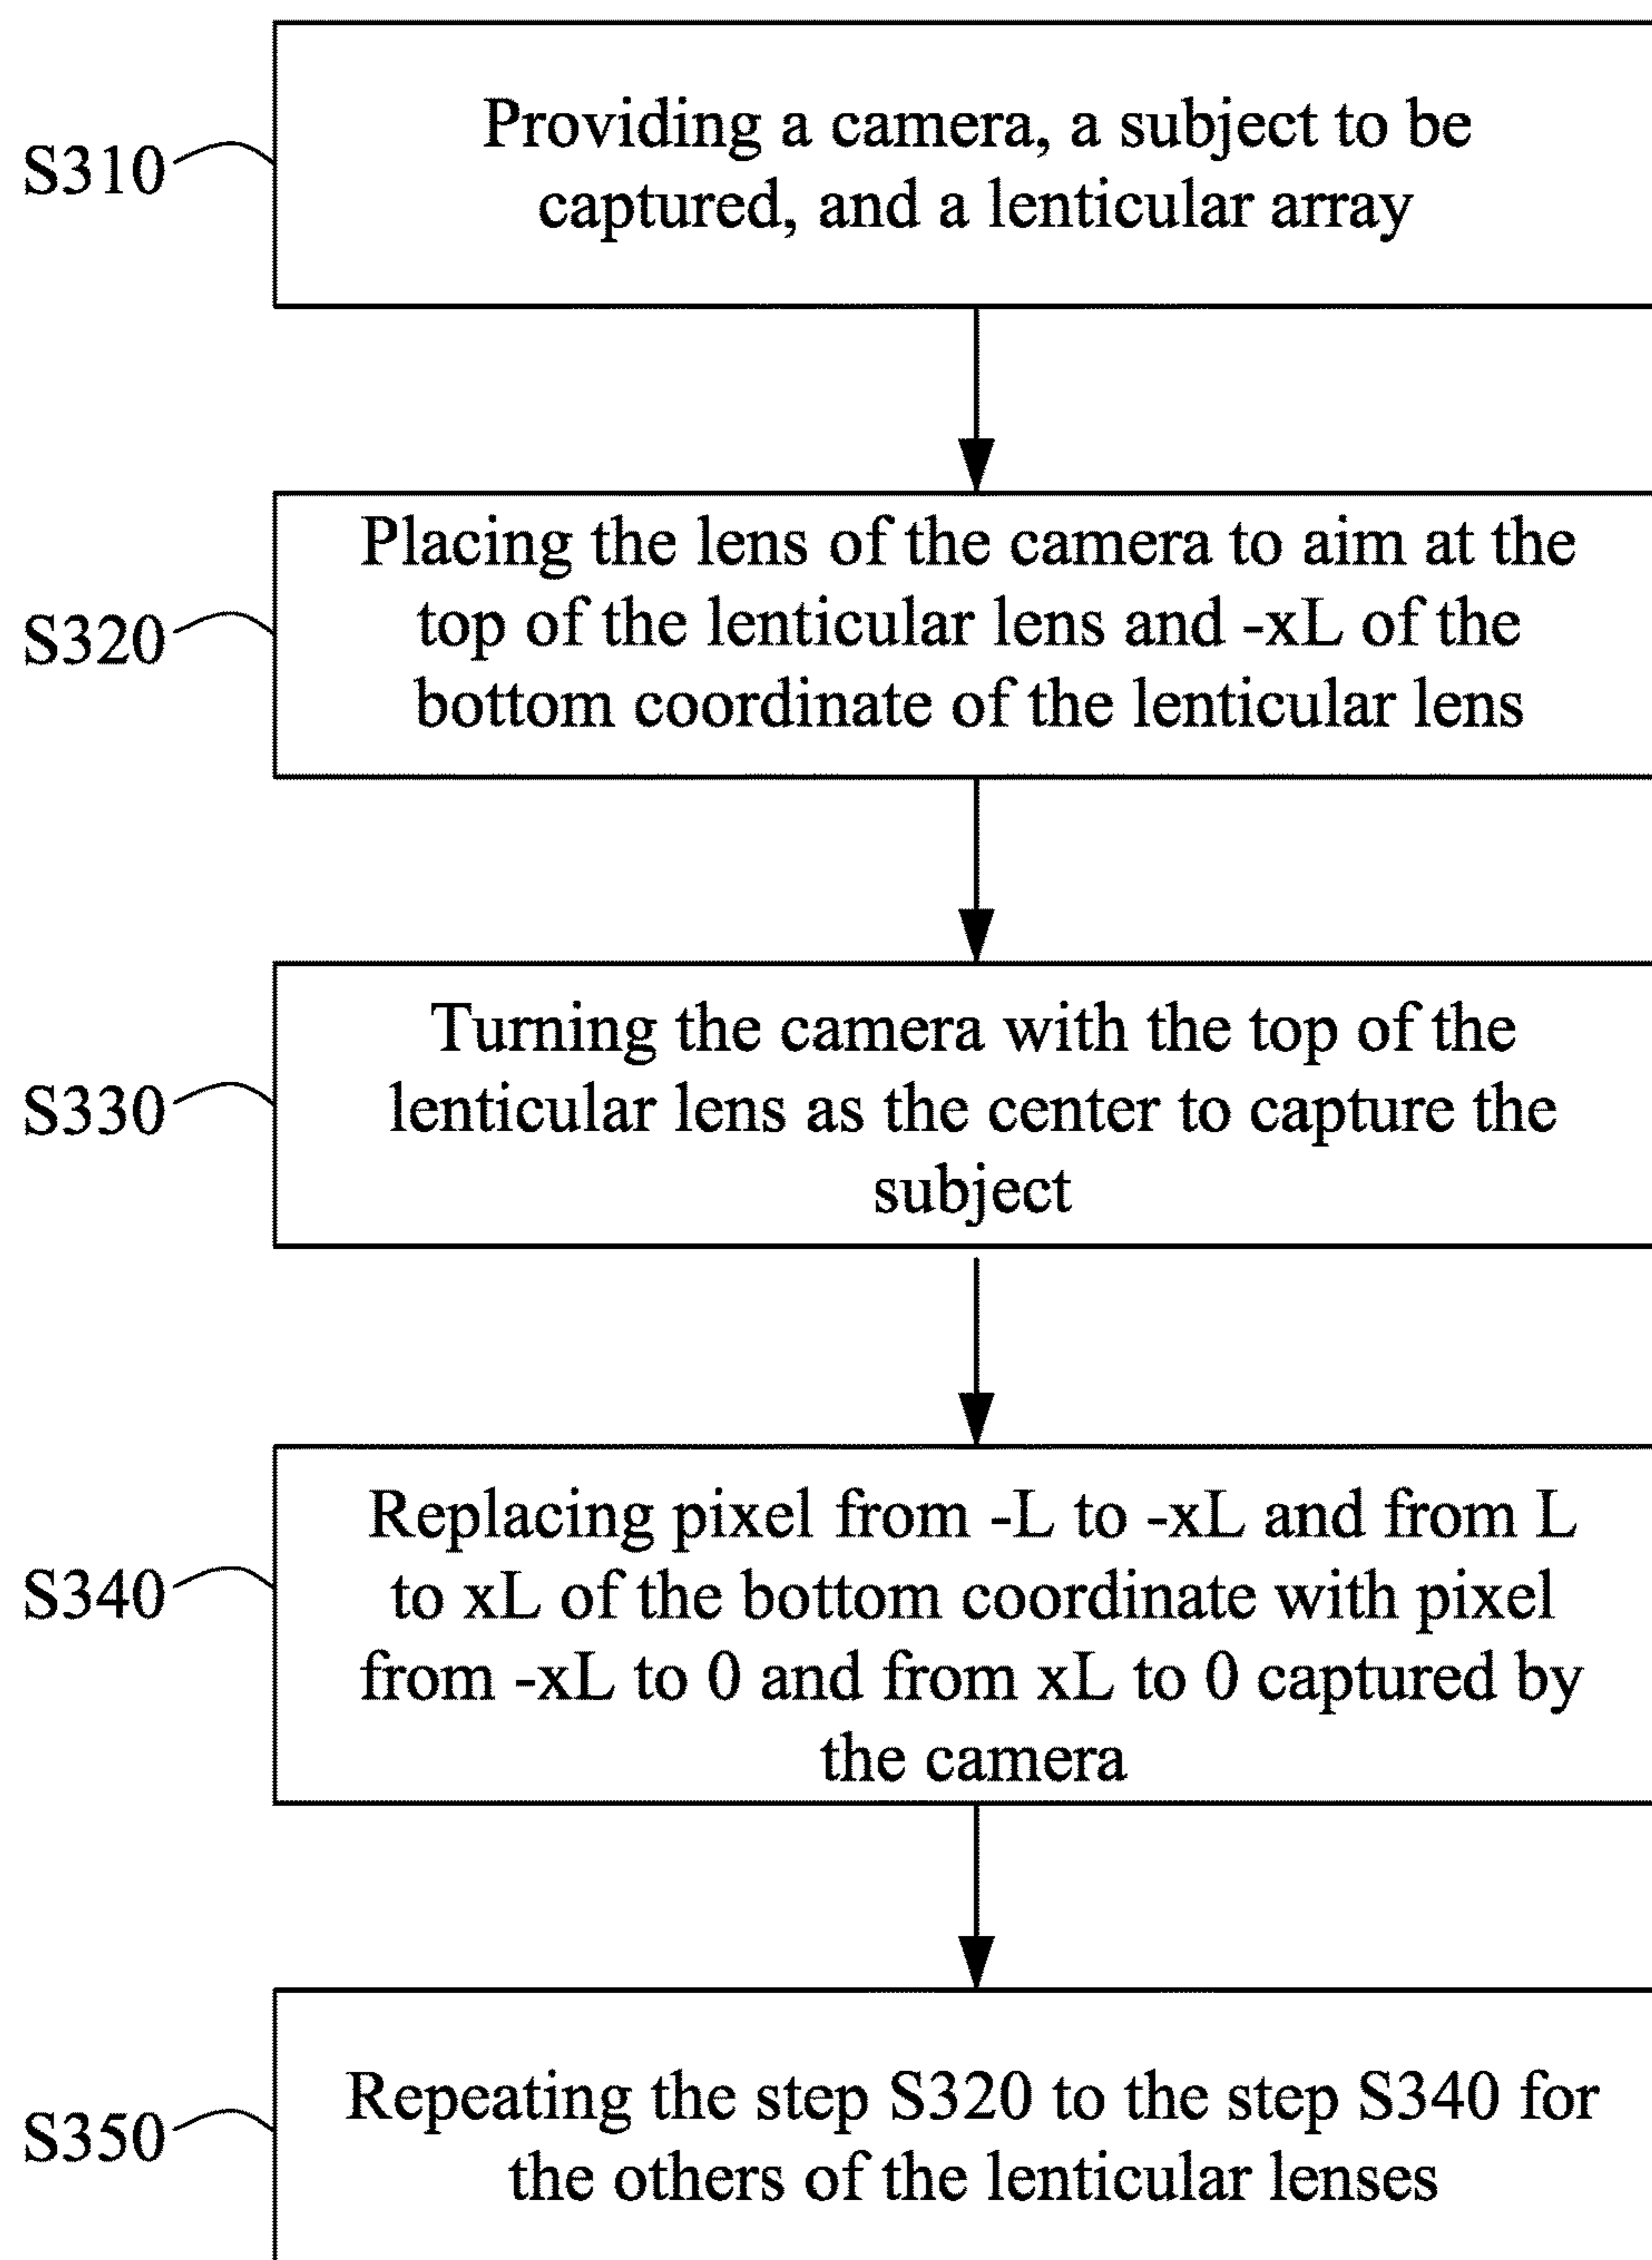 S310
Providing a camera, a subject to be
captured, and a lenticular array
S320
Placing the lens of the camera to aim at the
top of the lenticular lens and -xL of the
bottom coordinate of the lenticular lens
S330
Turning the camera with the top of the
lenticular lens as the center to capture the
subject
S340
Replacing pixel from -L to -xL and from L
to xL of the bottom coordinate with pixel
from -xL to 0 and from xL to 0 captured by
the camera
S350
Repeating the step S320 to the step S340 for
the others of the lenticular lenses